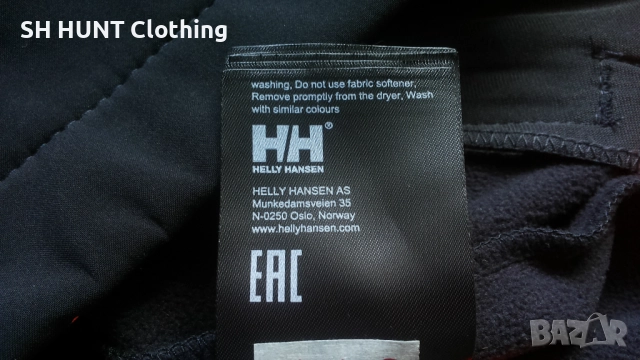 SH HUNT Clothing
washing, Do not use fabric softener,
Remove promptly from the dryer, Wash
with similar colours
HH®
HELLY HANSEN
HELLY HANSEN AS
Munkedamsveien 35
N-0250 Oslo, Norway
www.hellyhansen.com
EAC
BAZAR